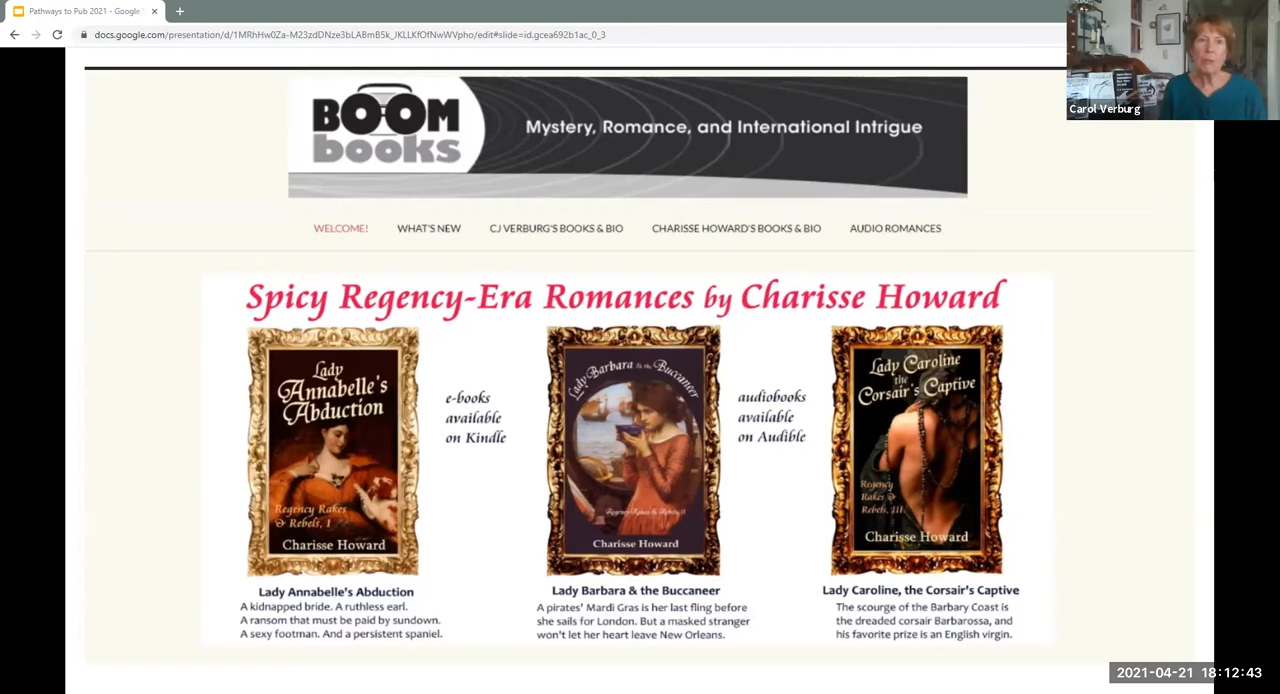 Pathways to Pub 2021 - Google
docs.google.com/presentation/d/1MRhHw0Za-M23zdDNze3bLABmB5k_JKLLKfOfNwWVpho/edit#slide=id.gcea692b1ac_0_3
Carol Verburg
BOOM
books
Mystery, Romance, and International Intrigue
WELCOME! WHAT'S NEW CJ VERBURG'S BOOKS & BIO CHARISSE HOWARD'S BOOKS & BIO AUDIO ROMANCES
Spicy Regency-Era Romances by Charisse Howard
Lady
Annabelle's
Abduction
Regency Rakes
& Rebels, I
Charisse Howard
e-books
available
on Kindle
Lady Barbara & the Buccaneer
Regency Rakes & Rebels II
Charisse Howard
audiobooks
available
on Audible
Lady Caroline
the
Corsair's Captive
Regency
Rakes &
Rebels, III
Charisse Howard
Lady Annabelle's Abduction
A kidnapped bride. A ruthless earl.
A ransom that must be paid by sundown.
A sexy footman. And a persistent spaniel.
Lady Barbara & the Buccaneer
A pirates' Mardi Gras is her last fling before
she sails for London. But a masked stranger
won't let her heart leave New Orleans.
Lady Caroline, the Corsair's Captive
The scourge of the Barbary Coast is
the dreaded corsair Barbarossa, and
his favorite prize is an English virgin.
2021-04-21 18:12:43